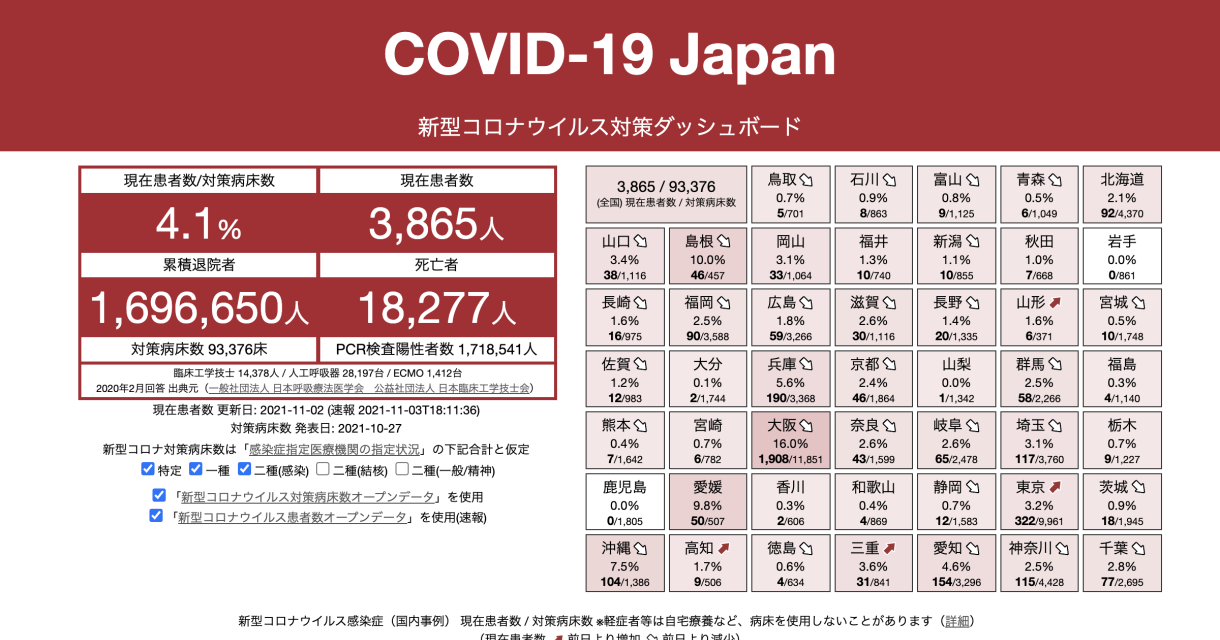 COVID-19 Japan
新型コロナウイルス対策ダッシュボード
現在患者数/対策病床数
現在患者数
4.1%
3,865人
累積退院者
死亡者
1,696,650人
18,277人
対策病床数 93,376床
PCR検査陽性者数 1,718,541人
臨床工学技士 14,378人 / 人工呼吸器 28,197台 / ECMO 1,412台
2020年2月回答 出典元（一般社団法人 日本呼吸療法医学会　公益社団法人 日本臨床工学技士会）
現在患者数 更新日: 2021-11-02 (速報 2021-11-03T18:11:36)
対策病床数 発表日: 2021-10-27
新型コロナ対策病床数は「感染症指定医療機関の指定状況」の下記合計と仮定
特定 一種 二種(感染) 二種(結核) 二種(一般/精神)
「新型コロナウイルス対策病床数オープンデータ」を使用
「新型コロナウイルス患者数オープンデータ」を使用(速報)
3,865 / 93,376
(全国) 現在患者数 / 対策病床数
鳥取
0.7%
5/701
石川
0.9%
8/863
富山
0.8%
9/1,125
青森
0.5%
6/1,049
北海道
2.1%
92/4,370
山口
3.4%
38/1,116
島根
10.0%
46/457
岡山
3.1%
33/1,064
福井
1.3%
10/740
新潟
1.1%
10/855
秋田
1.0%
7/668
岩手
0.0%
0/861
長崎
1.6%
16/975
福岡
2.5%
90/3,588
広島
1.8%
59/3,266
滋賀
2.6%
30/1,116
長野
1.4%
20/1,335
山形
1.6%
6/371
宮城
0.5%
10/1,748
佐賀
1.2%
12/983
大分
0.1%
2/1,744
兵庫
5.6%
190/3,368
京都
2.4%
46/1,864
山梨
0.0%
1/1,342
群馬
2.5%
58/2,266
福島
0.3%
4/1,140
熊本
0.4%
7/1,642
宮崎
0.7%
6/782
大阪
16.0%
1,908/11,851
奈良
2.6%
43/1,599
岐阜
2.6%
65/2,478
埼玉
3.1%
117/3,760
栃木
0.7%
9/1,227
鹿児島
0.0%
0/1,805
愛媛
9.8%
50/507
香川
0.3%
2/606
和歌山
0.4%
4/869
静岡
0.7%
12/1,583
東京
3.2%
322/9,961
茨城
0.9%
18/1,945
沖縄
7.5%
104/1,386
高知
1.7%
9/506
徳島
0.6%
4/634
三重
3.6%
31/841
愛知
4.6%
154/3,296
神奈川
2.5%
115/4,428
千葉
2.8%
77/2,695
新型コロナウイルス感染症（国内事例） 現在患者数 / 対策病床数 ※軽症者等は自宅療養など、病床を使用しないことがあります（詳細）
（現在患者数 前日より増加 前日より減少）